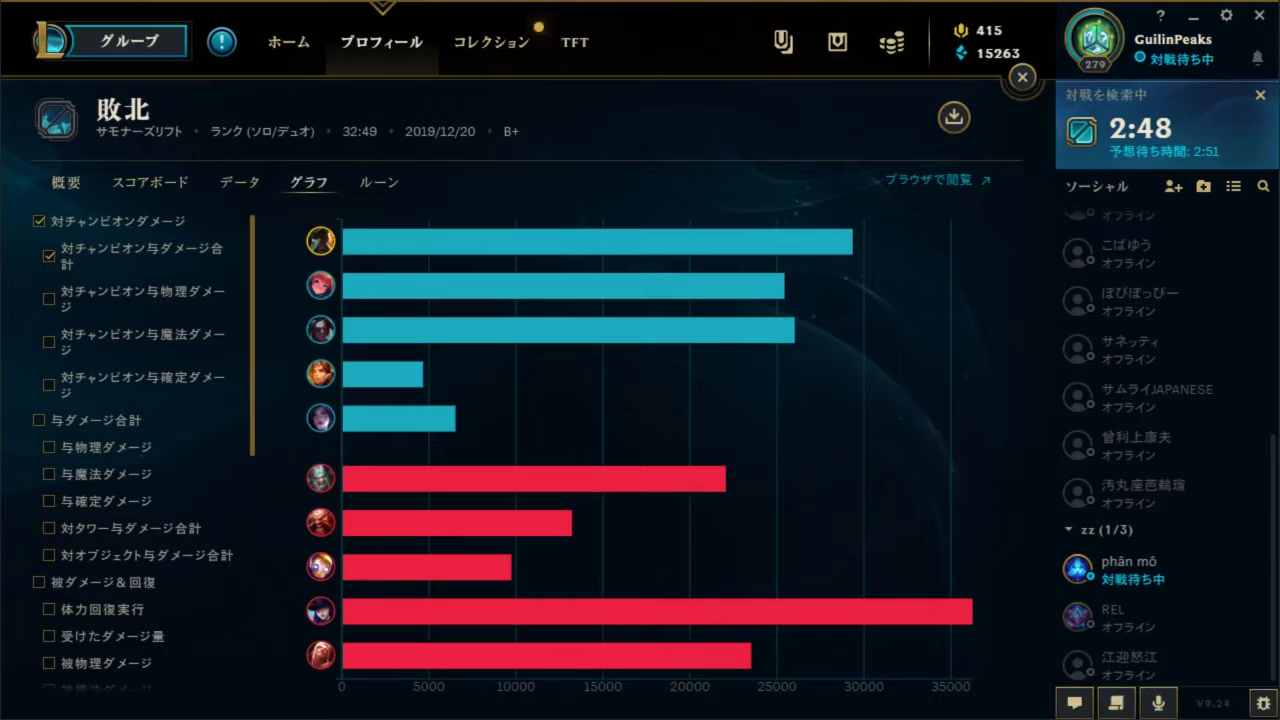 グループ
ホーム
プロフィール
コレクション
TFT
415
15263
?
GuilinPeaks
対戦待ち中
279
敗北
サモナーズリフト • ランク (ソロ/デュオ) • 32:49 • 2019/12/20 • B+
対戦を検索中
2:48
予想待ち時間: 2:51
概要
スコアボード
データ
グラフ
ルーン
ブラウザで閲覧
対チャンピオンダメージ
対チャンピオン与ダメージ合
計
対チャンピオン与物理ダメー
ジ
対チャンピオン与魔法ダメー
ジ
対チャンピオン与確定ダメー
ジ
与ダメージ合計
与物理ダメージ
与魔法ダメージ
与確定ダメージ
対タワー与ダメージ合計
対オブジェクト与ダメージ合計
被ダメージ＆回復
体力回復実行
受けたダメージ量
被物理ダメージ
被魔法ダメージ
0
5000
10000
15000
20000
25000
30000
35000
ソーシャル
オフライン
こばゆう
オフライン
ぽぴぽっぴー
オフライン
サネッティ
オフライン
サムライJAPANESE
オフライン
曾利上康夫
オフライン
オフライン
zz (1/3)
phân mô
対戦待ち中
REL
オフライン
江迎怒江
オフライン
V9.24